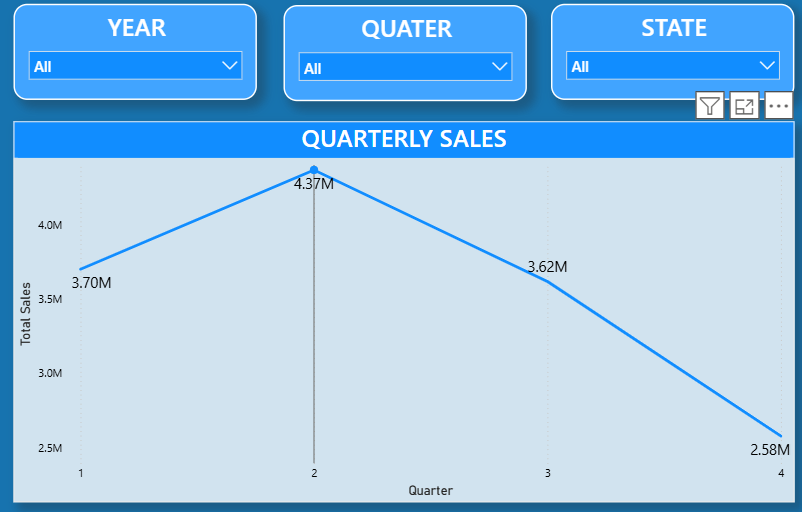 YEAR
All
QUATER
All
STATE
All
QUARTERLY SALES
4.37M
4.0M
3.62M
3.70M
3.5M
Total Sales
3.0M
2.5M
2.58M
1
2
3
4
Quarter